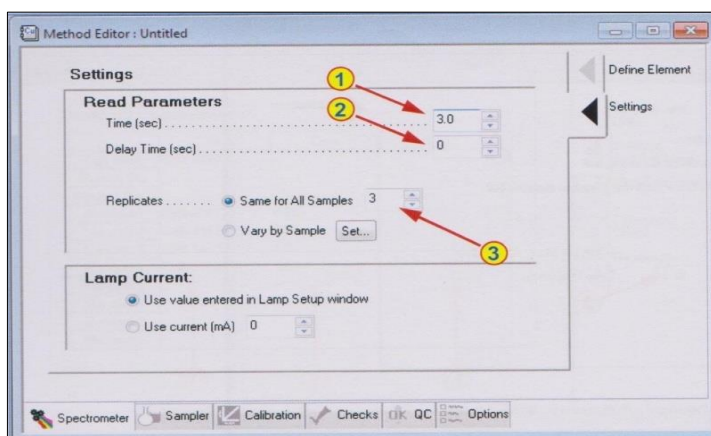 Method Editor : Untitled
Settings
Define Element
Settings
Read Parameters
1
Time (sec) . . . . . . . . . . . . . . . . . . . . . . . . . . . . . . . . . . . . 3.0
2
Delay Time (sec) . . . . . . . . . . . . . . . . . . . . . . . . . . . . . . . . 0
Replicates . . . . . . . Same for All Samples 3
Vary by Sample Set...
3
Lamp Current:
Use value entered in Lamp Setup window
Use current (mA) 0
Spectrometer Sampler Calibration Checks ok QC Options